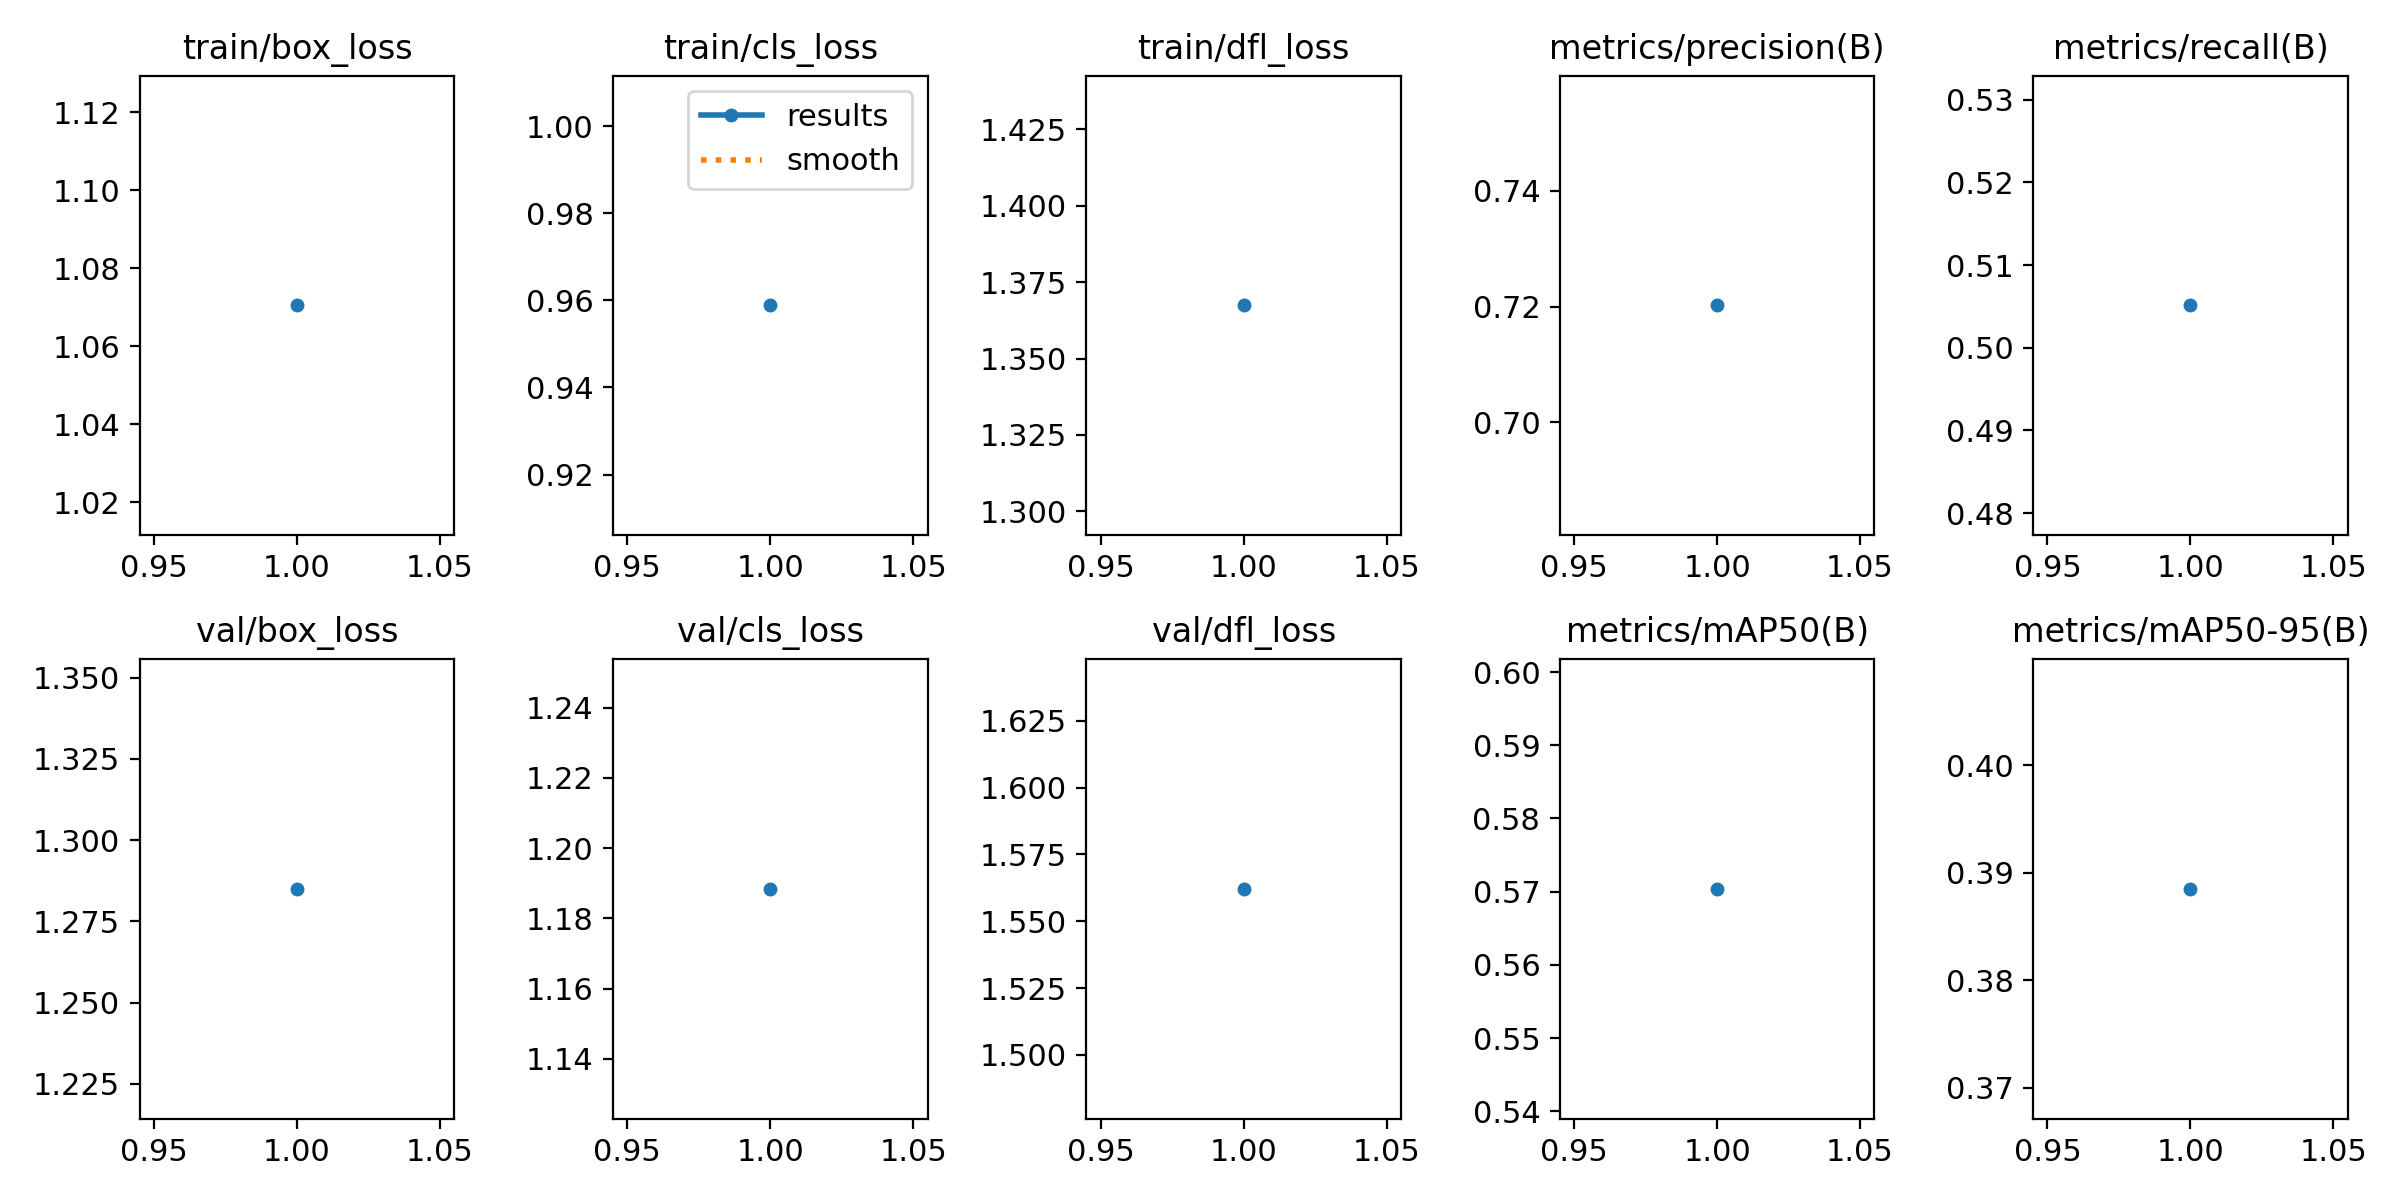 train/box_loss
1.12
1.10
1.08
1.06
1.04
1.02
0.95 1.00 1.05
train/cls_loss
results
smooth
1.00
0.98
0.96
0.94
0.92
0.95 1.00 1.05
train/dfl_loss
1.425
1.400
1.375
1.350
1.325
1.300
0.95 1.00 1.05
metrics/precision(B)
0.74
0.72
0.70
0.95 1.00 1.05
metrics/recall(B)
0.53
0.52
0.51
0.50
0.49
0.48
0.95 1.00 1.05
val/box_loss
1.350
1.325
1.300
1.275
1.250
1.225
0.95 1.00 1.05
val/cls_loss
1.24
1.22
1.20
1.18
1.16
1.14
0.95 1.00 1.05
val/dfl_loss
1.625
1.600
1.575
1.550
1.525
1.500
0.95 1.00 1.05
metrics/mAP50(B)
0.60
0.59
0.58
0.57
0.56
0.55
0.54
0.95 1.00 1.05
metrics/mAP50-95(B)
0.40
0.39
0.38
0.37
0.95 1.00 1.05